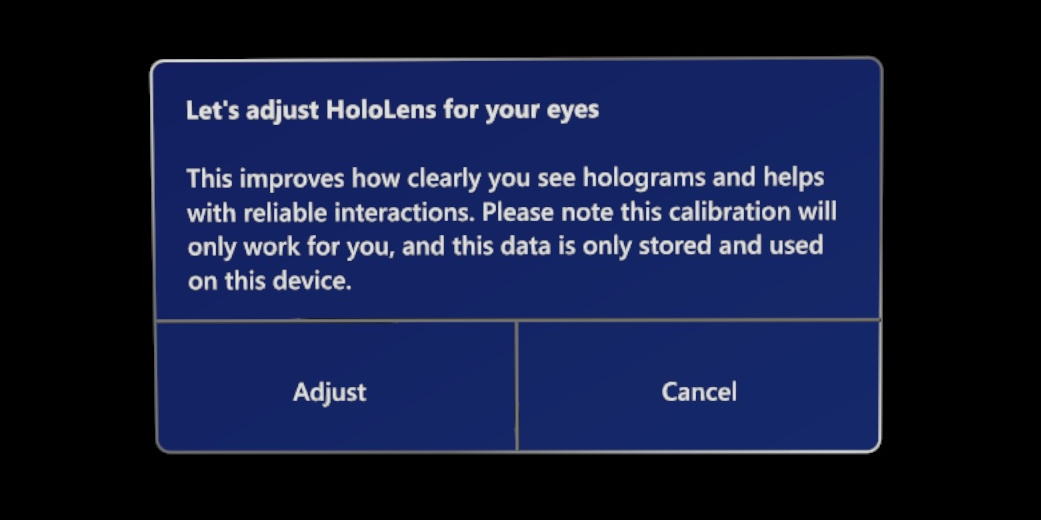 Let's adjust HoloLens for your eyes
This improves how clearly you see holograms and helps
with reliable interactions. Please note this calibration will
only work for you, and this data is only stored and used
on this device.
Adjust
Cancel